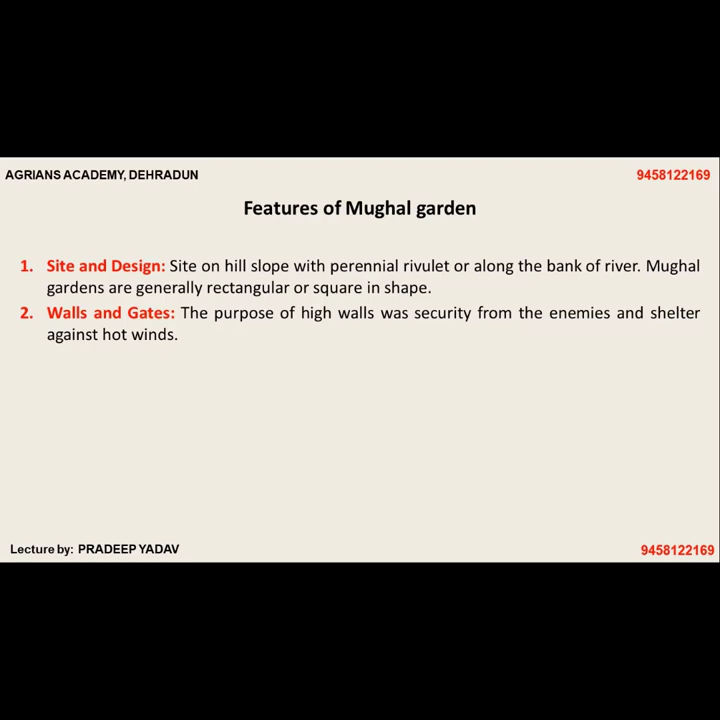 AGRIANS ACADEMY, DEHRADUN 9458122169
Features of Mughal garden
1. Site and Design: Site on hill slope with perennial rivulet or along the bank of river. Mughal
gardens are generally rectangular or square in shape.
2. Walls and Gates: The purpose of high walls was security from the enemies and shelter
against hot winds.
Lecture by: PRADEEP YADAV 9458122169